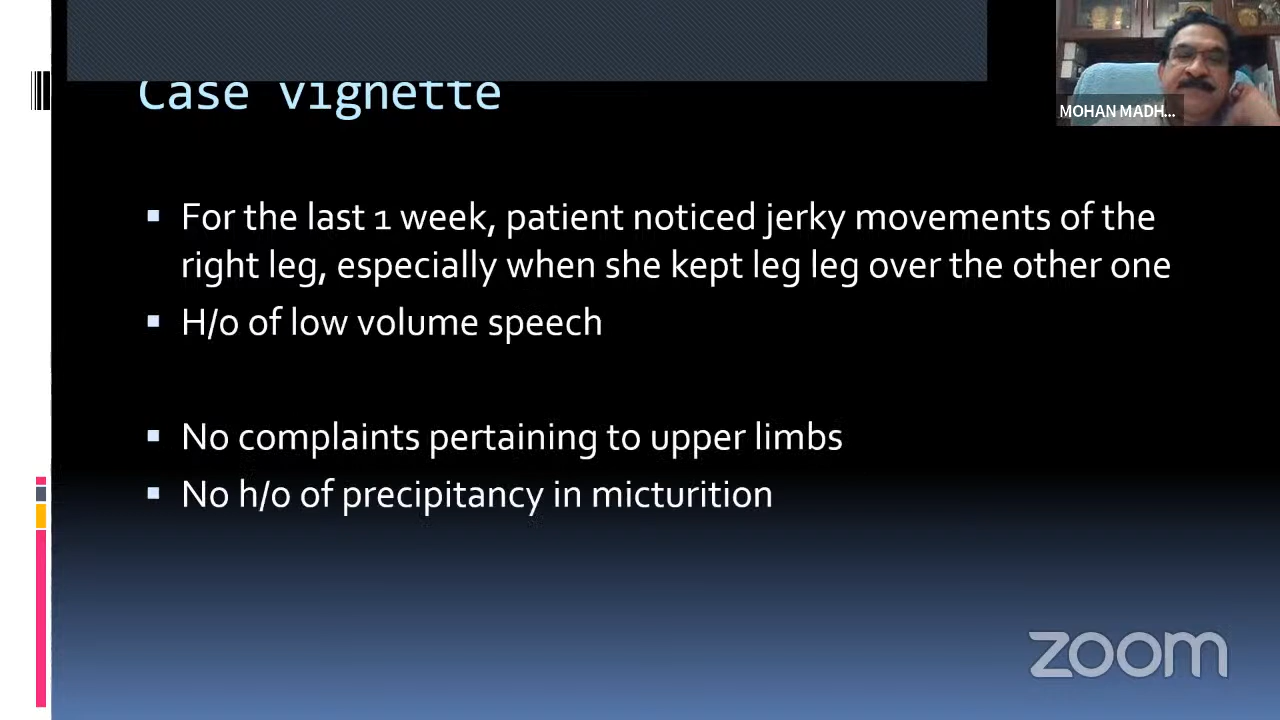 Case vignette
MOHAN MADH...
For the last 1 week, patient noticed jerky movements of the
right leg, especially when she kept leg leg over the other one
H/o of low volume speech
No complaints pertaining to upper limbs
No h/o of precipitancy in micturition
zoom